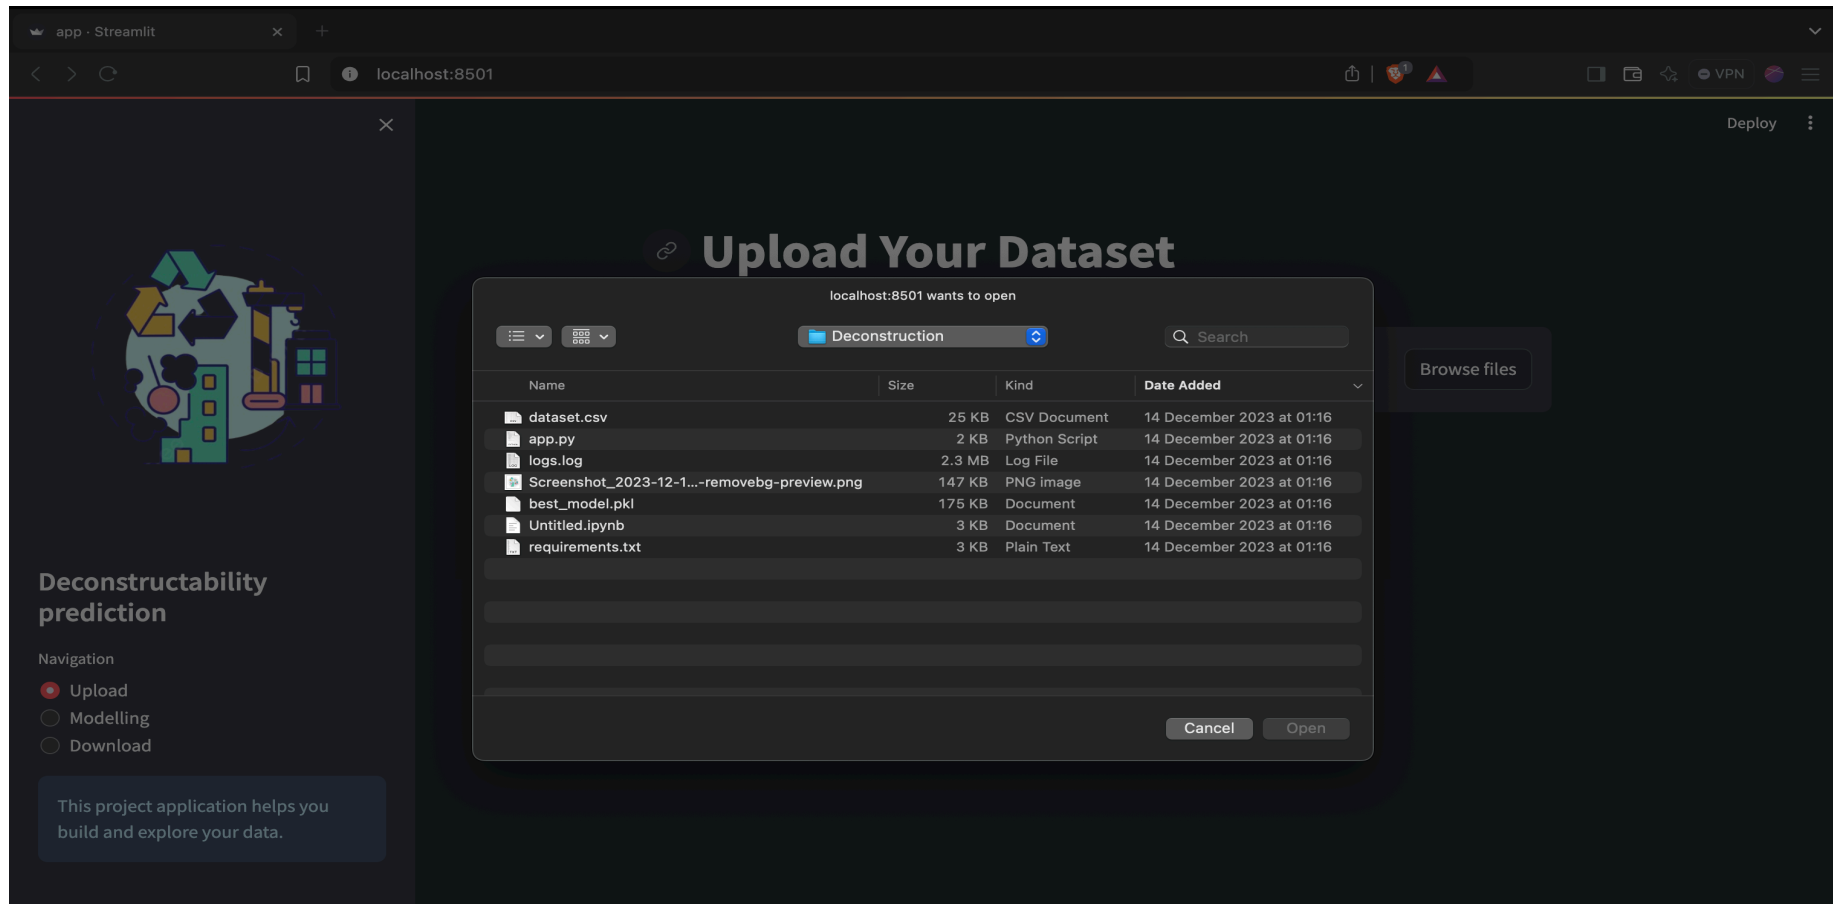 app · Streamlit
localhost:8501
1
VPN
Deploy
Upload Your Dataset
Browse files
localhost:8501 wants to open
Deconstruction
Search
Name Size Kind Date Added
dataset.csv 25 KB CSV Document 14 December 2023 at 01:16
app.py 2 KB Python Script 14 December 2023 at 01:16
logs.log 2.3 MB Log File 14 December 2023 at 01:16
Screenshot_2023-12-1...-removebg-preview.png 147 KB PNG image 14 December 2023 at 01:16
best_model.pkl 175 KB Document 14 December 2023 at 01:16
Untitled.ipynb 3 KB Document 14 December 2023 at 01:16
requirements.txt 3 KB Plain Text 14 December 2023 at 01:16
Cancel Open
Deconstructability
prediction
Navigation
Upload
Modelling
Download
This project application helps you
build and explore your data.